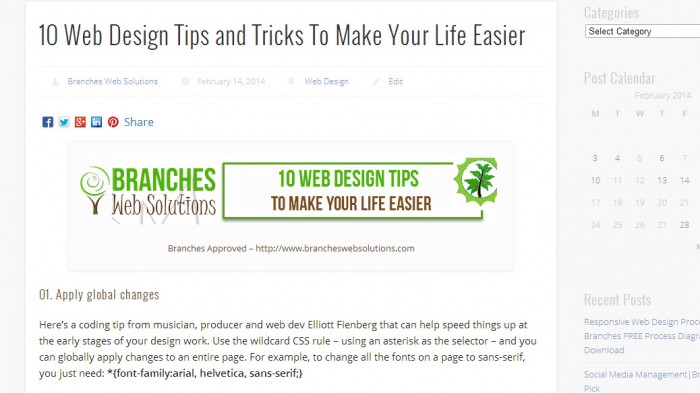 10 Web Design Tips and Tricks To Make Your Life Easier
Branches Web Solutions February 14, 2014 Web Design Edit
Share
BRANCHES
Web Solutions
10 WEB DESIGN TIPS
TO MAKE YOUR LIFE EASIER
Branches Approved – http://www.brancheswebsolutions.com
01. Apply global changes
Here's a coding tip from musician, producer and web dev Elliott Fienberg that can help speed things up at
the early stages of your design work. Use the wildcard CSS rule – using an asterisk as the selector – and you
can globally apply changes to an entire page. For example, to change all the fonts on a page to sans-serif,
you just need: *{font-family:arial, helvetica, sans-serif;}
Categories
Select Category
Post Calendar
February 2014
M T W T F S
3 4 5 6 7 8
10 11 12 13 14 15
17 18 19 20 21 22
24 25 26 27 28
Recent Posts
Responsive Web Design Proce
Branches FREE Process Diagra
Download
Social Media Management|Br
Pick